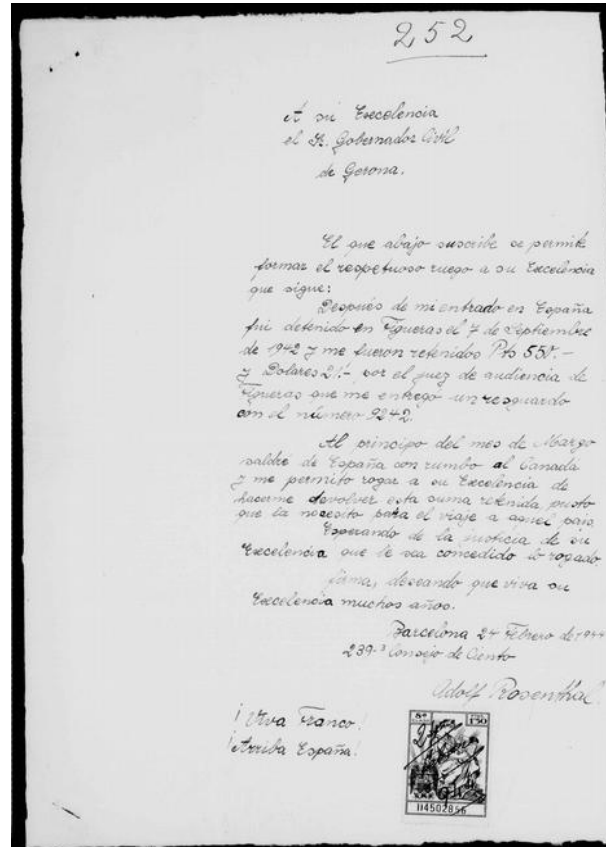 252
A su Excelencia
el Sr. Gobernador Civil
de Gerona.
El que abajo suscribe se permite
formar el respetuoso ruego a su Excelencia
que sigue:
Después de mi entrado en España
fui detenido en Figueras el 7 de Septiembre
de 1942 y me fueron retenidos Pts 550.-
y Dolares 21.- por el juez de audiencia de
Figueras que me entregó un resguardo
con el número 9242.
Al principo del mes de Marzo
saldré de España con rumbo al Canadá
y me permito rogar a su Excelencia de
hacerme devolver esta suma retenida, puesto
que la necesito para el viaje a aquel pais.
Esperando de la justicia de su
Excelencia que le sea concedido lo rogado
firma, deseando que viva su
Excelencia muchos años.
Barcelona 24 Febrero de 1944
239 Consejo de Ciento
Adolf Rosenthal
¡Viva Franco!
¡Arriba España!
8ª 1'50